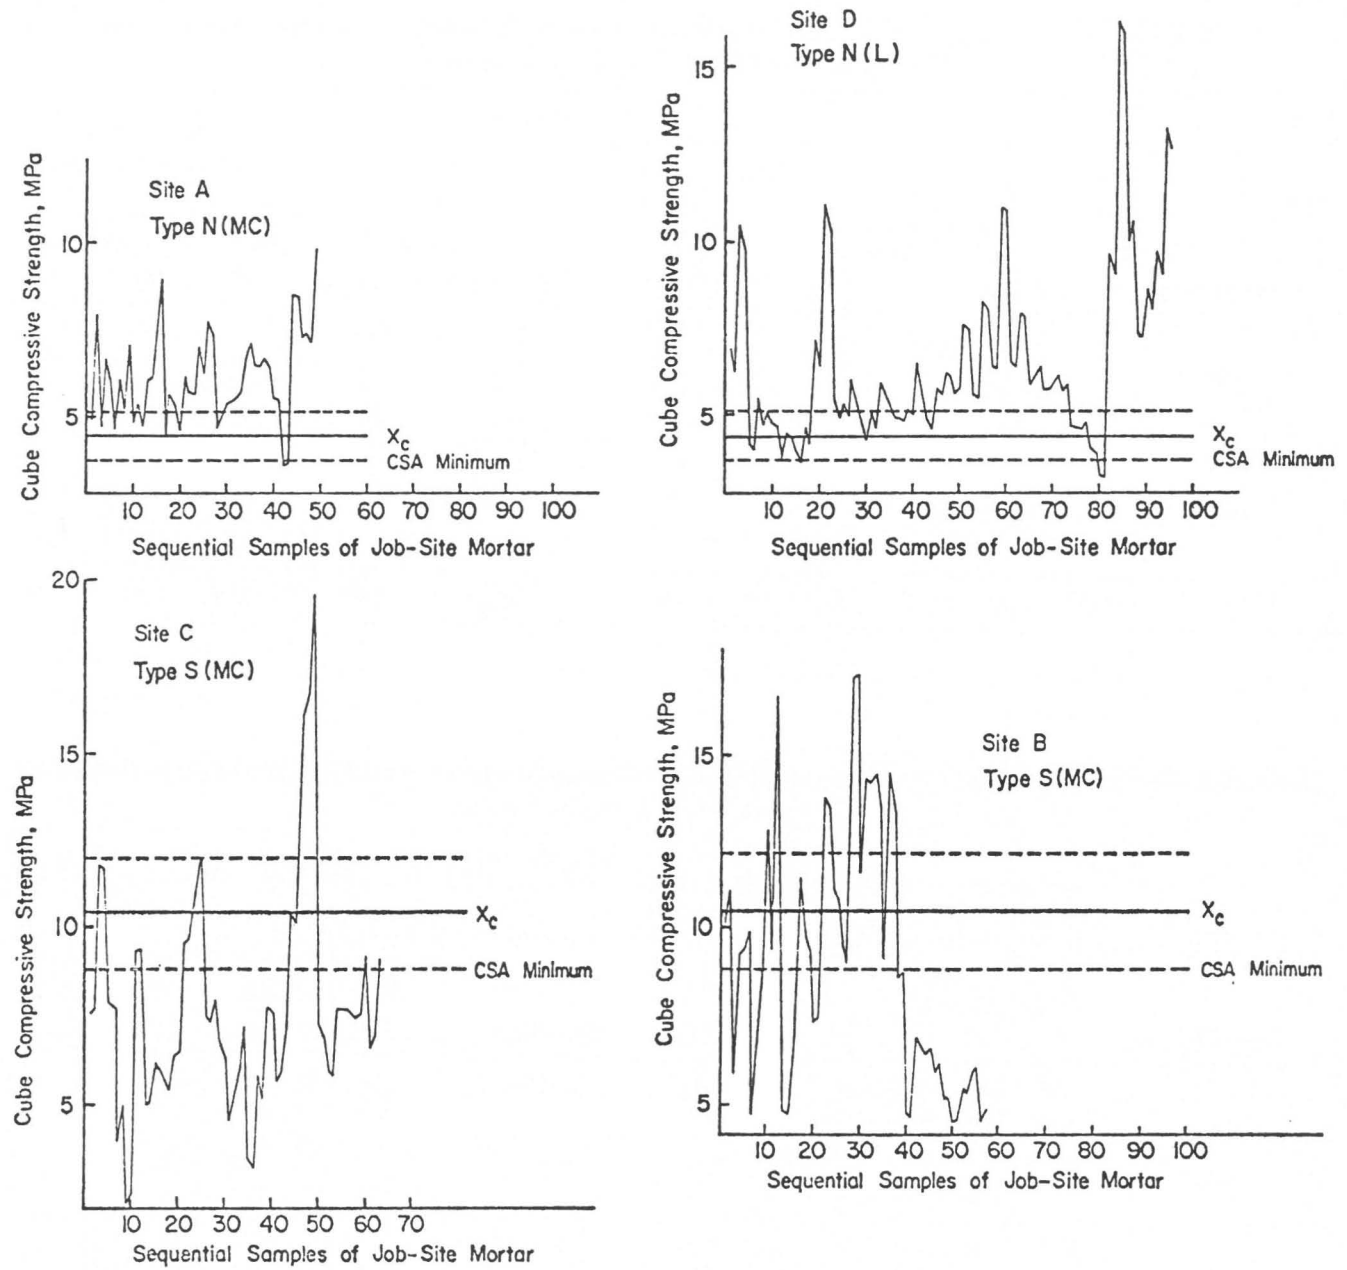 Site A
Type N(MC)
Cube Compressive Strength, MPa
10
5
Xc
CSA Minimum
10 20 30 40 50 60 70 80 90 100
Sequential Samples of Job-Site Mortar
Site D
Type N(L)
Cube Compressive Strength, MPa
15
10
5
Xc
CSA Minimum
10 20 30 40 50 60 70 80 90 100
Sequential Samples of Job-Site Mortar
Site C
Type S(MC)
Cube Compressive Strength, MPa
20
15
10
5
Xc
CSA Minimum
10 20 30 40 50 60 70
Sequential Samples of Job-Site Mortar
Site B
Type S(MC)
Cube Compressive Strength, MPa
15
10
5
Xc
CSA Minimum
10 20 30 40 50 60 70 80 90 100
Sequential Samples of Job-Site Mortar